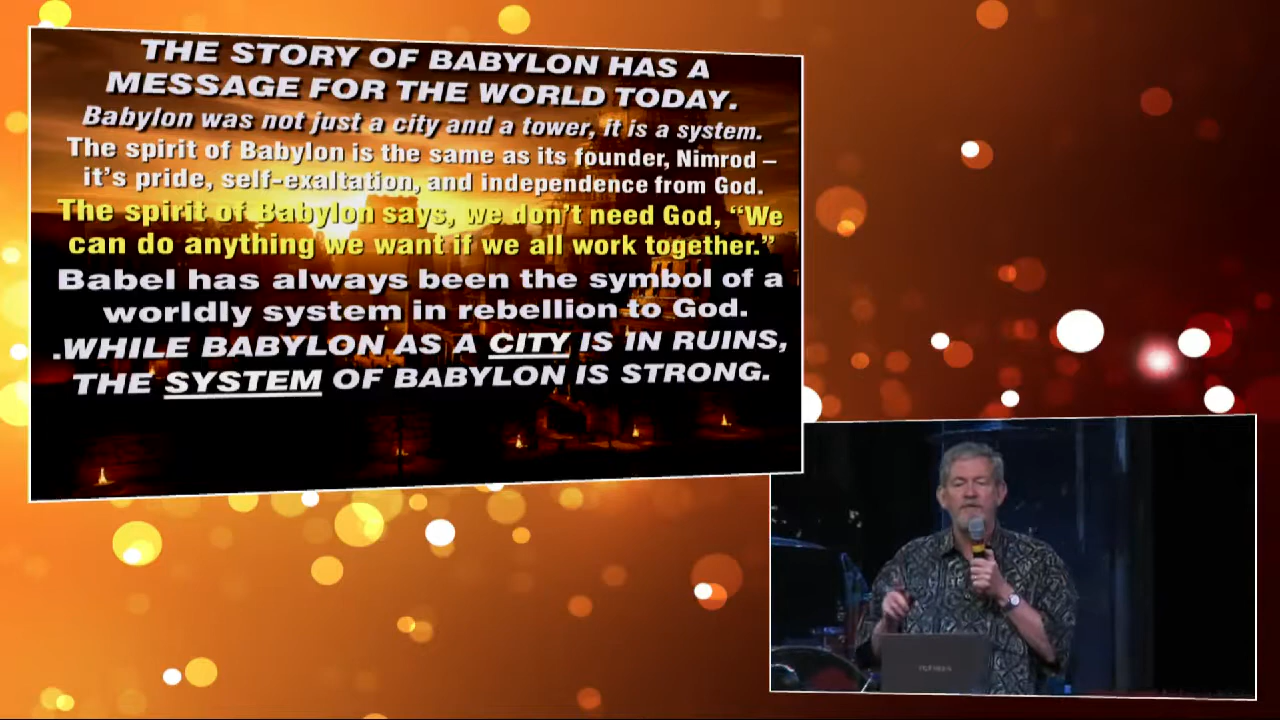 THE STORY OF BABYLON HAS A
MESSAGE FOR THE WORLD TODAY.
Babylon was not just a city and a tower, it is a system.
The spirit of Babylon is the same as its founder, Nimrod –
it's pride, self-exaltation, and independence from God.
The spirit of Babylon says, we don't need God, “We
can do anything we want if we all work together.”
Babel has always been the symbol of a
worldly system in rebellion to God.
.WHILE BABYLON AS A CITY IS IN RUINS,
THE SYSTEM OF BABYLON IS STRONG.